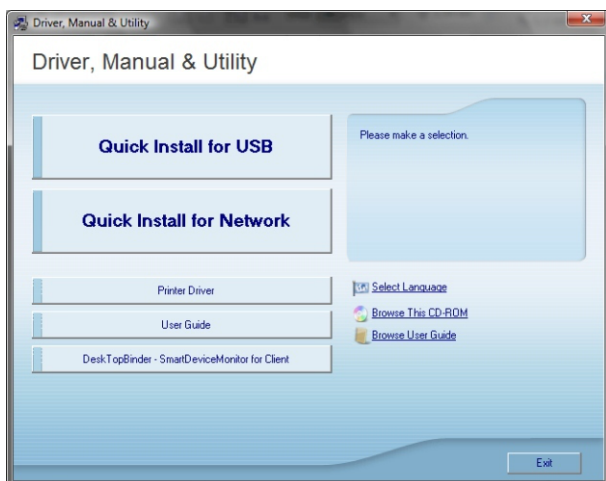 Driver, Manual & Utility
Driver, Manual & Utility
Quick Install for USB
Please make a selection.
Quick Install for Network
Printer Driver
Select Language
User Guide
Browse This CD-ROM
Browse User Guide
DeskTopBinder - SmartDeviceMonitor for Client
Exit